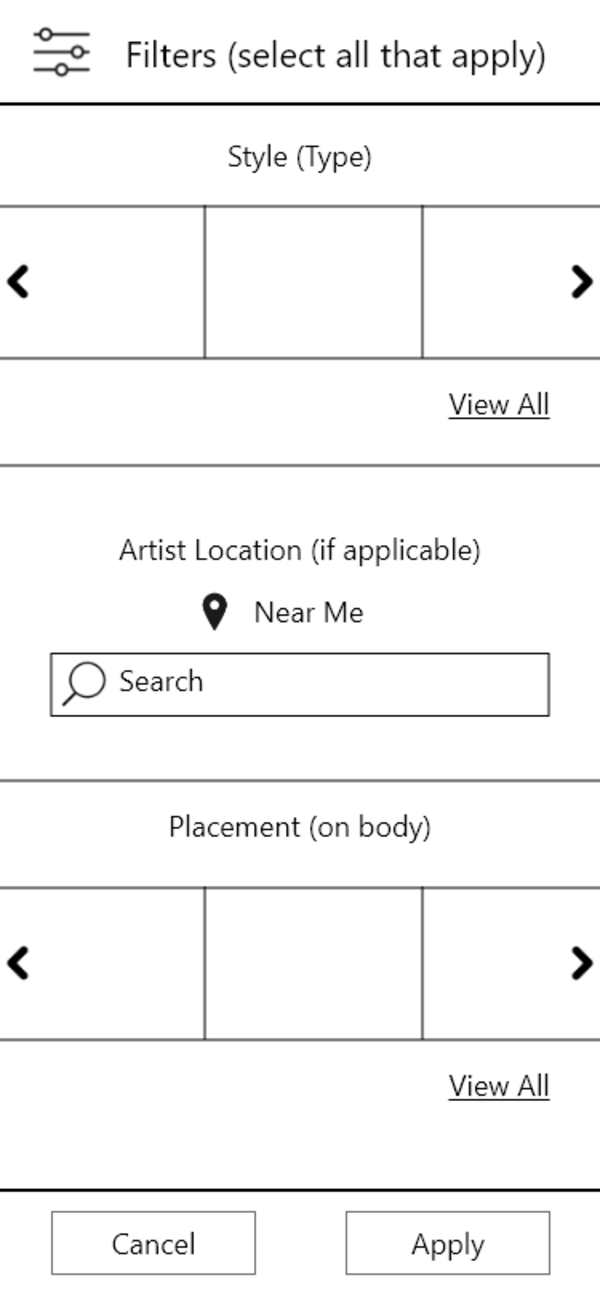 Filters (select all that apply)
Style (Type)
View All
Artist Location (if applicable)
Near Me
Search
Placement (on body)
View All
Cancel
Apply